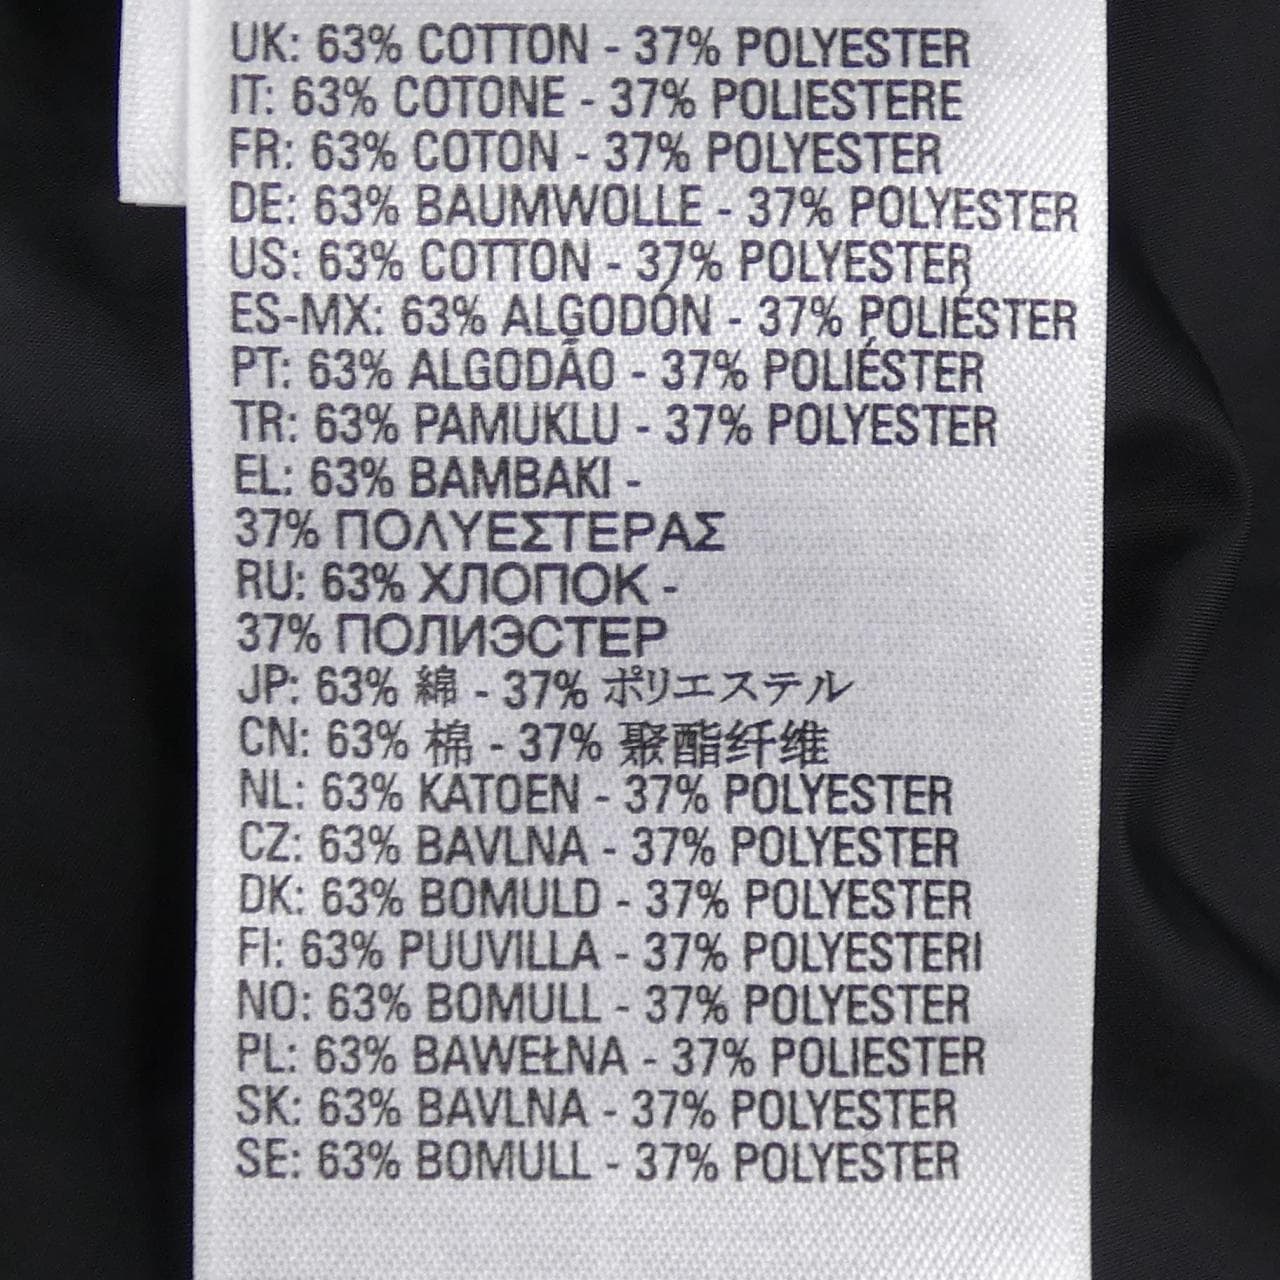 UK: 63% COTTON - 37% POLYESTER
IT: 63% COTONE - 37% POLIESTERE
FR: 63% COTON - 37% POLYESTER
DE: 63% BAUMWOLLE - 37% POLYESTER
US: 63% COTTON - 37% POLYESTER
ES-MX: 63% ALGODÓN - 37% POLIÉSTER
PT: 63% ALGODÃO - 37% POLIÉSTER
TR: 63% PAMUKLU - 37% POLYESTER
EL: 63% BAMBAKI -
37% ΠΟΛΥΕΣΤΕΡΑΣ
RU: 63% ХЛОПОК -
37% ПОЛИЭСТЕР
JP: 63% 綿 - 37% ポリエステル
CN: 63% 棉 - 37% 聚酯纤维
NL: 63% KATOEN - 37% POLYESTER
CZ: 63% BAVLNA - 37% POLYESTER
DK: 63% BOMULD - 37% POLYESTER
FI: 63% PUUVILLA - 37% POLYESTERI
NO: 63% BOMULL - 37% POLYESTER
PL: 63% BAWEŁNA - 37% POLIESTER
SK: 63% BAVLNA - 37% POLYESTER
SE: 63% BOMULL - 37% POLYESTER